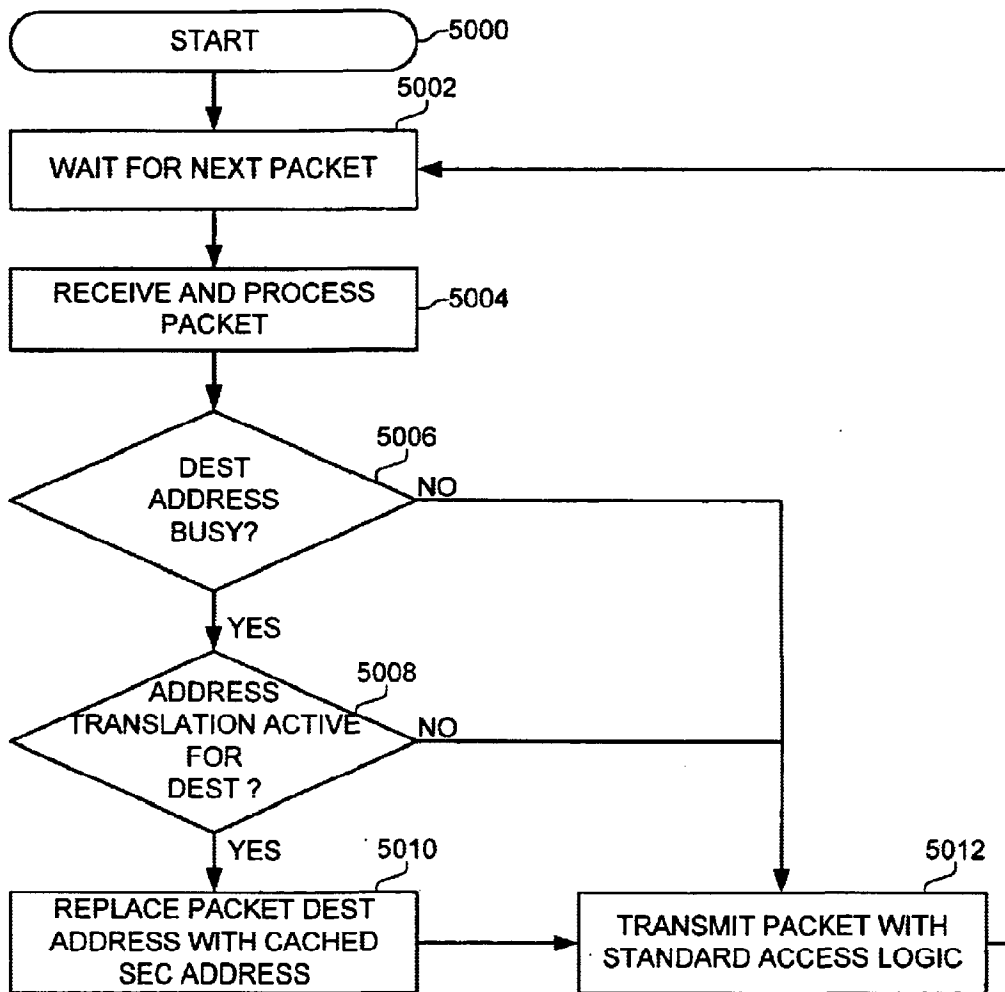 START
5000
5002
WAIT FOR NEXT PACKET
RECEIVE AND PROCESS
PACKET
5004
5006
DEST
ADDRESS
BUSY?
NO
YES
5008
ADDRESS
TRANSLATION ACTIVE
FOR
DEST ?
NO
YES
5010
REPLACE PACKET DEST
ADDRESS WITH CACHED
SEC ADDRESS
5012
TRANSMIT PACKET WITH
STANDARD ACCESS LOGIC